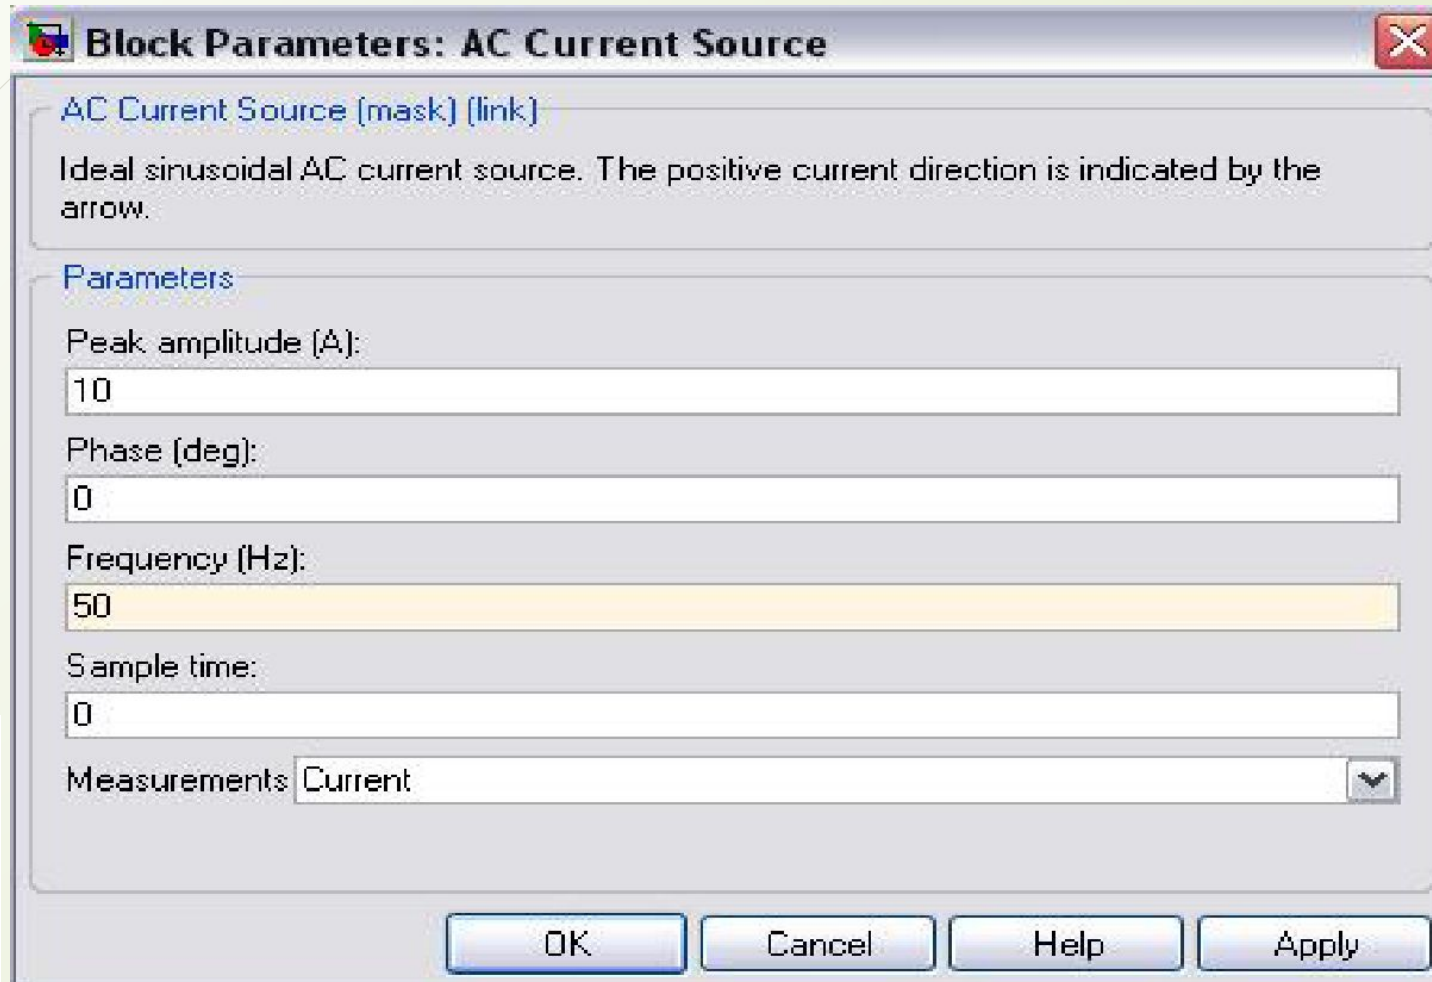 Block Parameters: AC Current Source
AC Current Source (mask) (link)
Ideal sinusoidal AC current source. The positive current direction is indicated by the
arrow.
Parameters
Peak amplitude (A):
10
Phase (deg):
0
Frequency (Hz):
50
Sample time:
0
Measurements Current
OK Cancel Help Apply